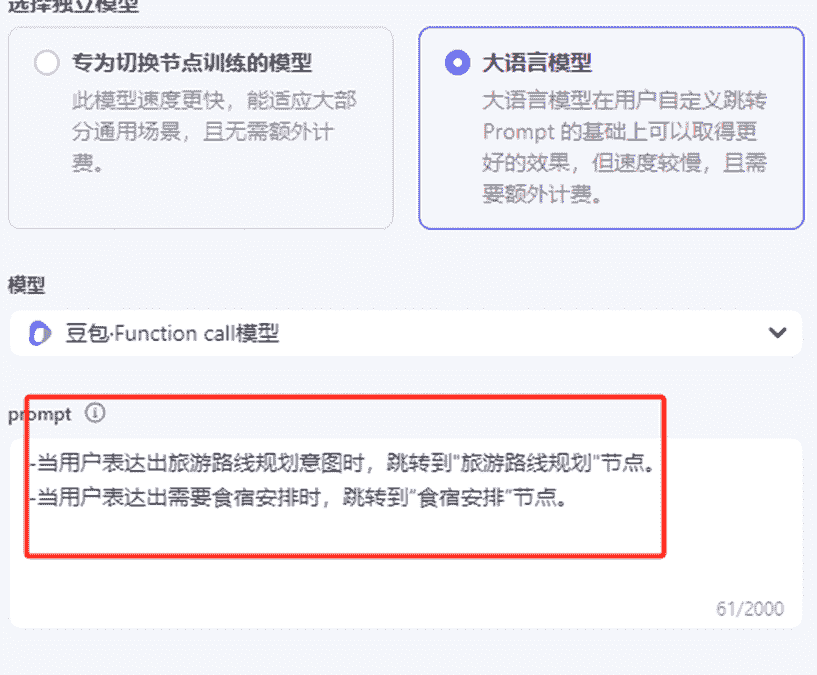 选择独立模型
专为切换节点训练的模型
此模型速度更快，能适应大部
分通用场景，且无需额外计
费。
大语言模型
大语言模型在用户自定义跳转
Prompt 的基础上可以取得更
好的效果，但速度较慢，且需
要额外计费。
模型
豆包·Function call模型
prompt
-当用户表达出旅游路线规划意图时，跳转到"旅游路线规划"节点。
-当用户表达出需要食宿安排时，跳转到“食宿安排”节点。
61/2000